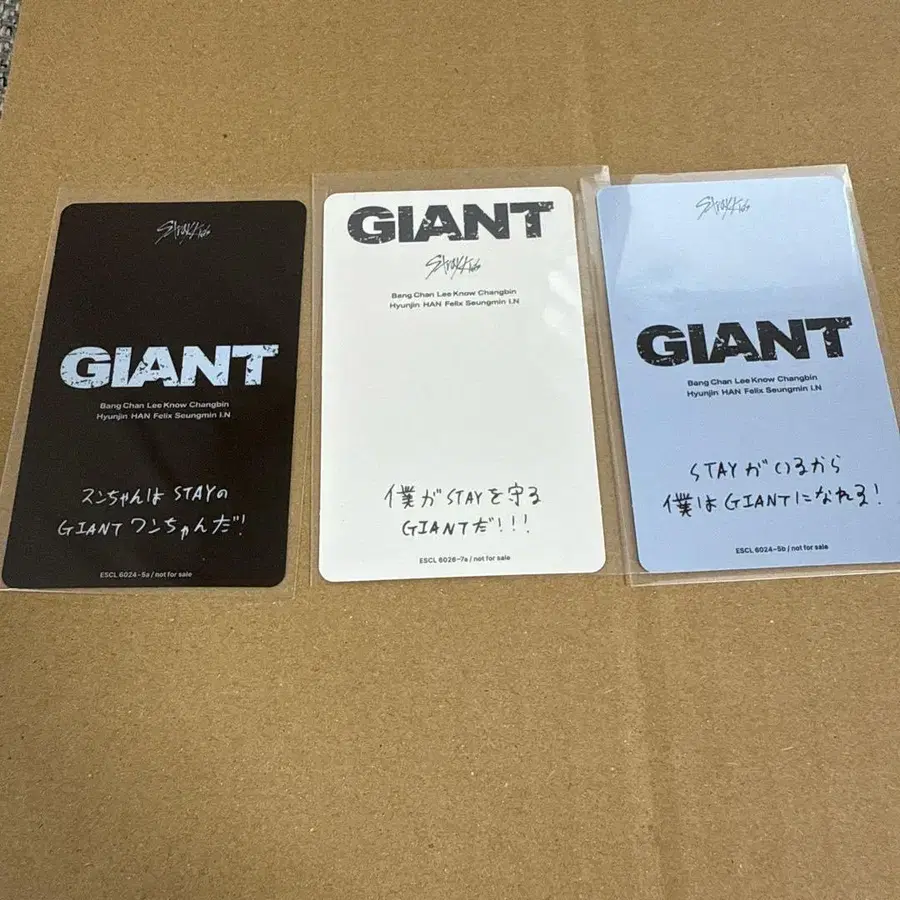 Stray Kids
GIANT
Bang Chan Lee Know Changbin
Hyunjin HAN Felix Seungmin I.N
スンちゃんは STAYの
GIANT ワンちゃんだ!
ESCL 6024-5a / not for sale
GIANT
Stray Kids
Bang Chan Lee Know Changbin
Hyunjin HAN Felix Seungmin I.N
僕がSTAYを守る
GIANTだ!!!
ESCL 6026-7a / not for sale
Stray Kids
GIANT
Bang Chan Lee Know Changbin
Hyunjin HAN Felix Seungmin I.N
STAYがいるから
僕はGIANTになれる!
ESCL 6024-5b / not for sale